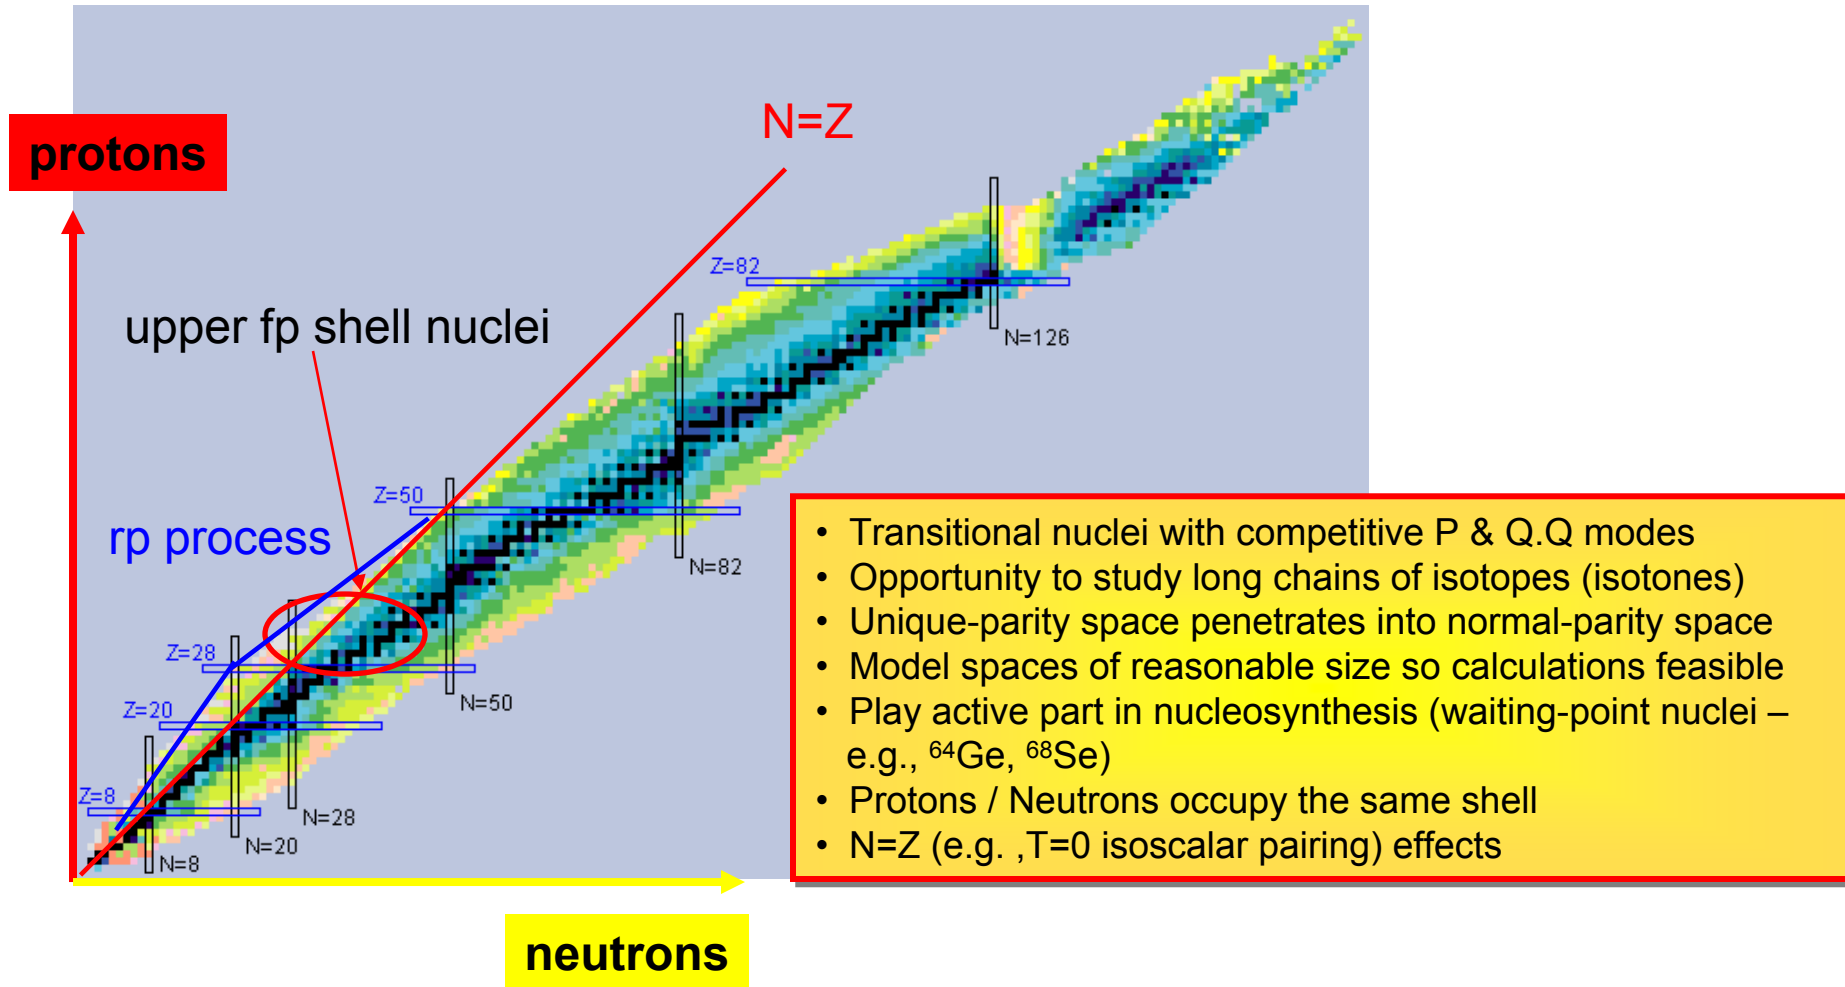 N=Z
protons
Z=82
upper fp shell nuclei
N=126
Z=50
rp process
N=82
Z=28
N=50
Z=20
Z=8
N=28
N=20
N=8
neutrons
• Transitional nuclei with competitive P & Q.Q modes
• Opportunity to study long chains of isotopes (isotones)
• Unique-parity space penetrates into normal-parity space
• Model spaces of reasonable size so calculations feasible
• Play active part in nucleosynthesis (waiting-point nuclei –
e.g., ⁶⁴Ge, ⁶⁸Se)
• Protons / Neutrons occupy the same shell
• N=Z (e.g. ,T=0 isoscalar pairing) effects